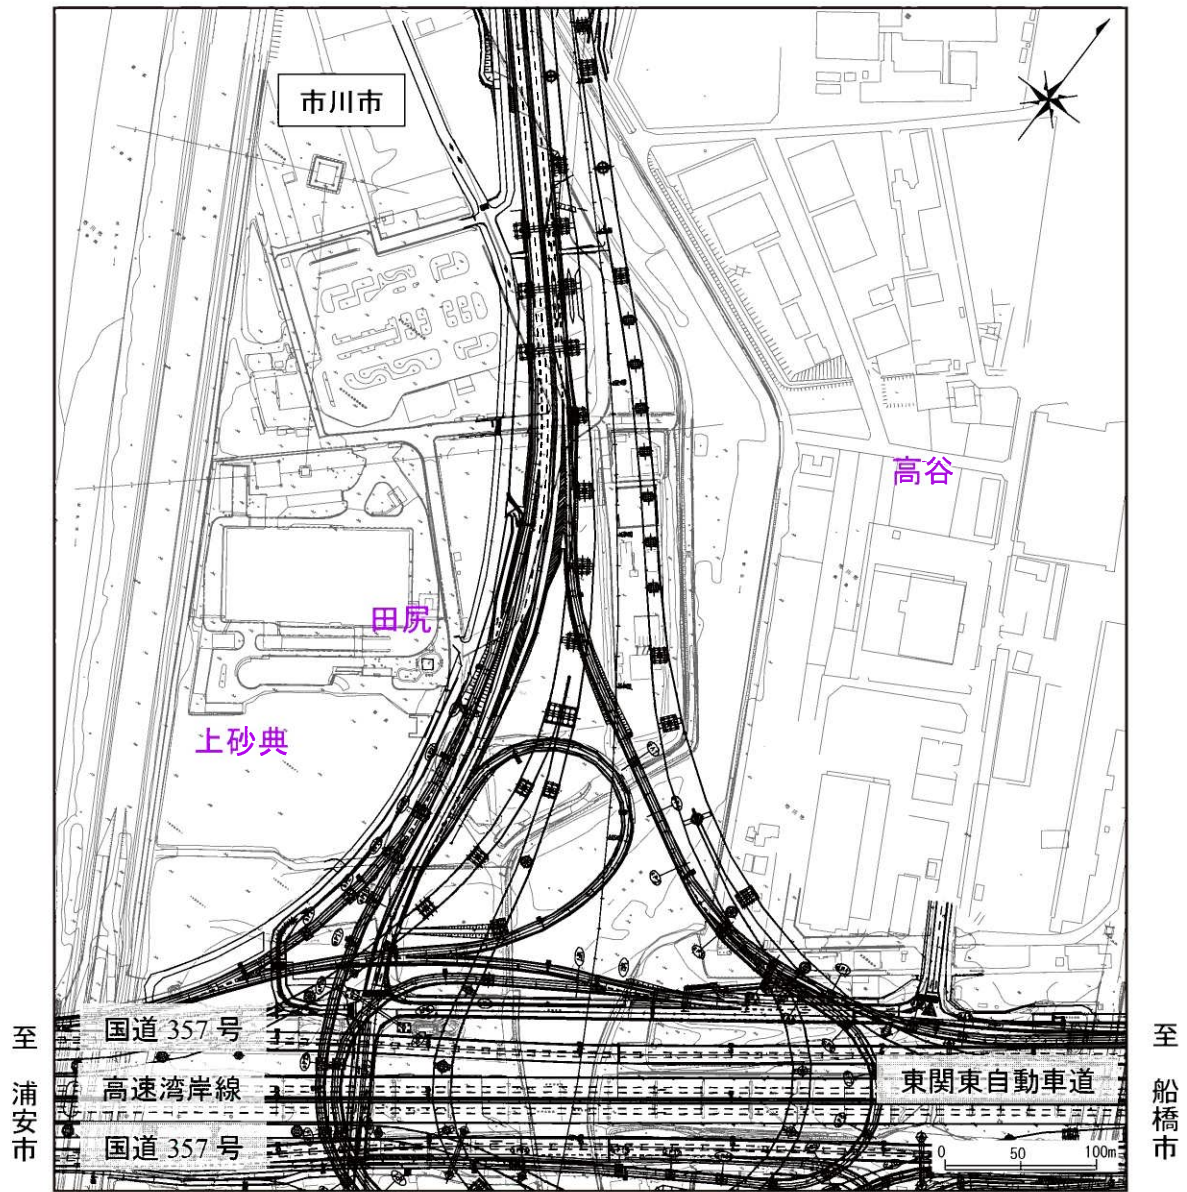 市川市
高谷
田尻
上砂典
国道 357 号
高速湾岸線
国道 357 号
東関東自動車道
至 浦安市
至 船橋市
0 50 100m